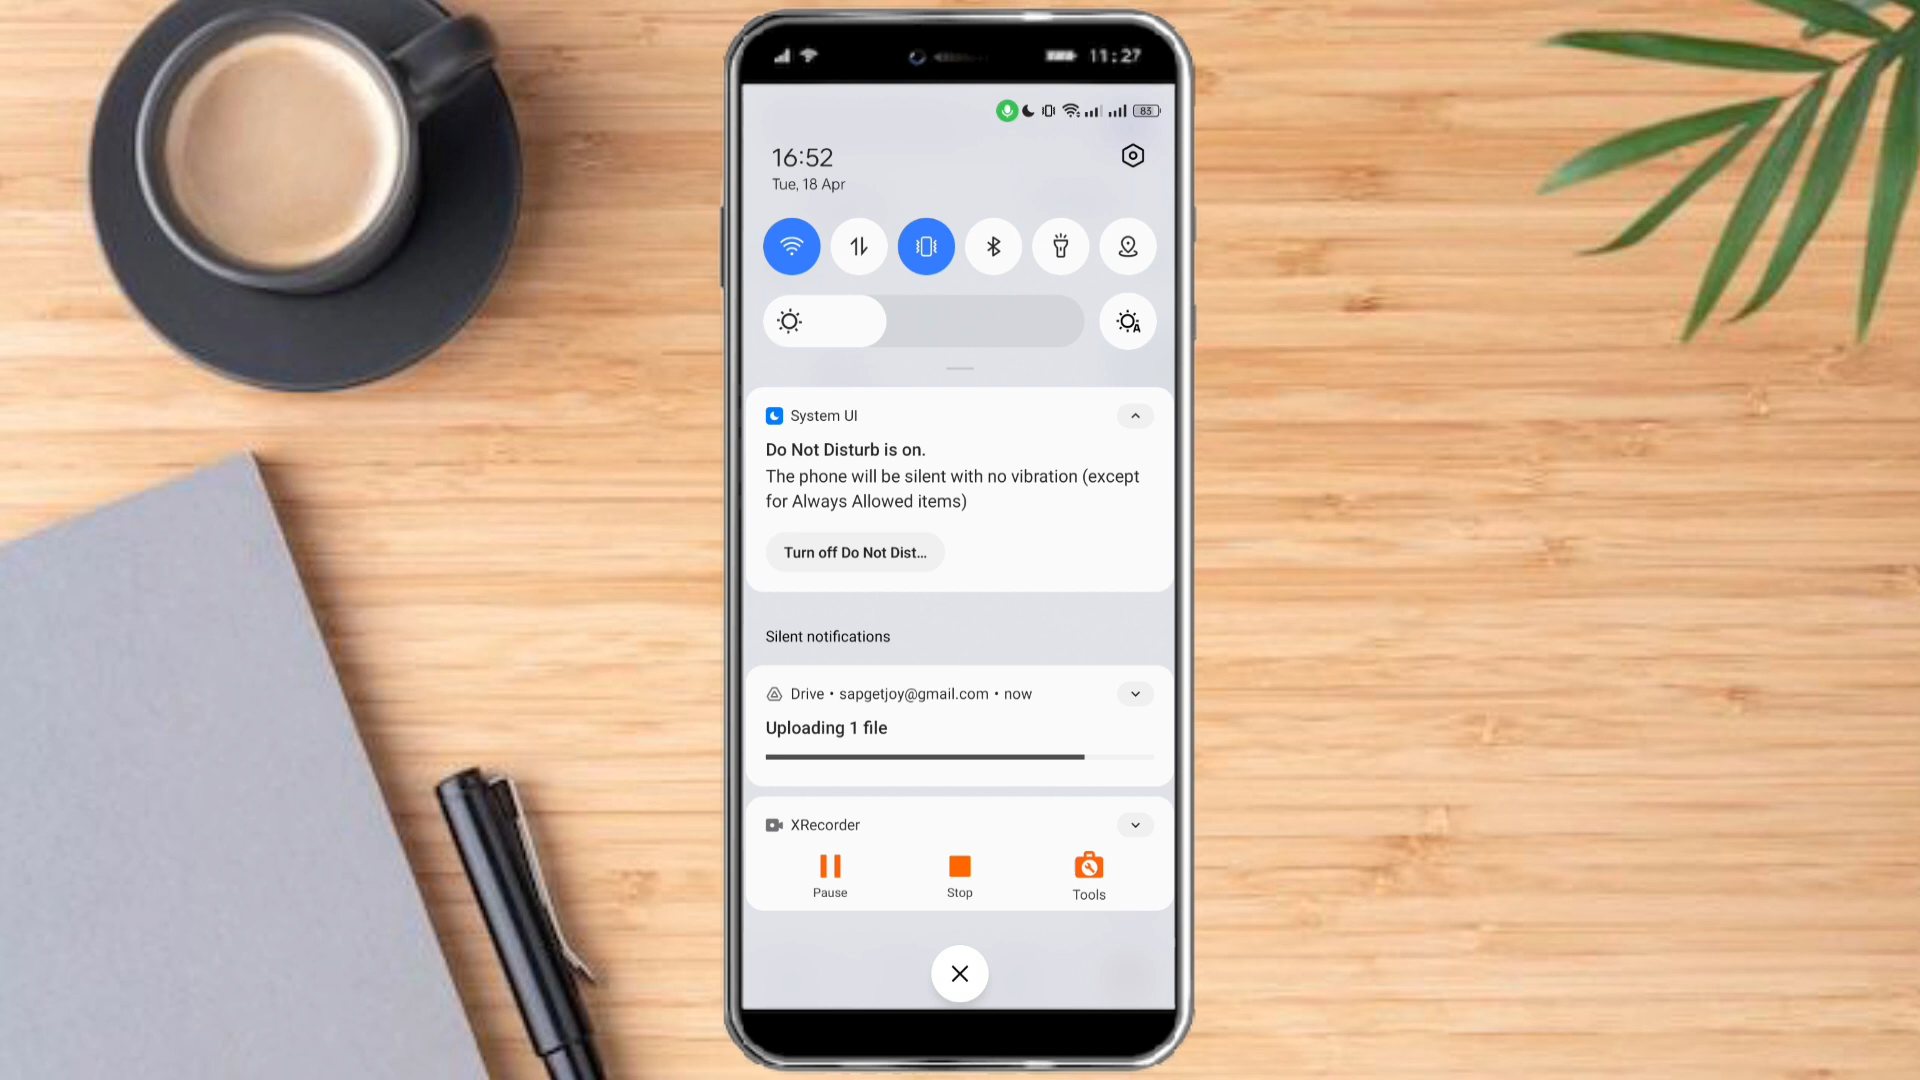 11:27
83
16:52
Tue, 18 Apr
A
System UI
Do Not Disturb is on.
The phone will be silent with no vibration (except
for Always Allowed items)
Turn off Do Not Dist...
Silent notifications
Drive • sapgetjoy@gmail.com • now
Uploading 1 file
XRecorder
Pause
Stop
Tools